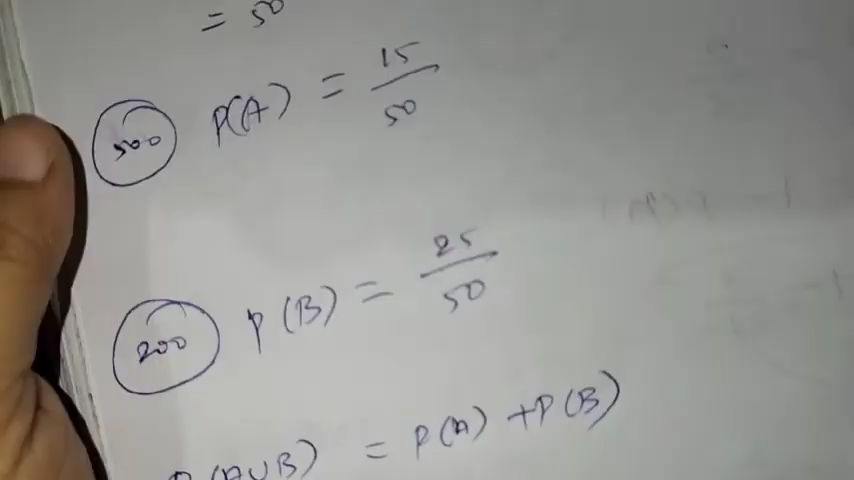 = 50
500 P(A) = 15/50
200 P(B) = 25/50
P(A∪B) = P(A) + P(B)